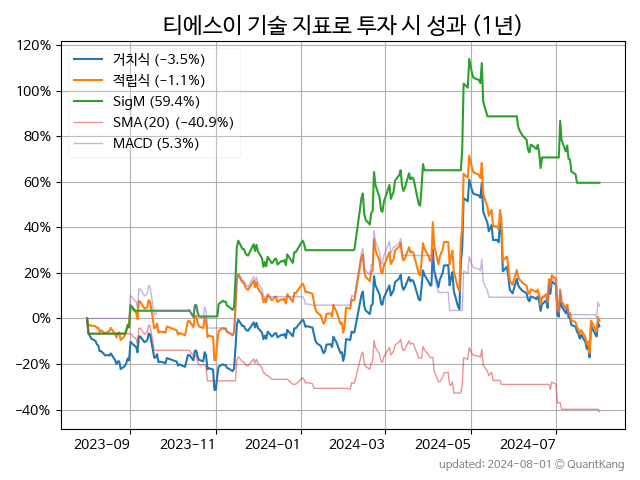 티에스이 기술 지표로 투자 시 성과 (1년)
120%
100%
80%
60%
40%
20%
0%
−20%
−40%
거치식 (−3.5%)
적립식 (−1.1%)
SigM (59.4%)
SMA(20) (−40.9%)
MACD (5.3%)
2023-09
2023-11
2024-01
2024-03
2024-05
2024-07
updated: 2024-08-01 © QuantKang